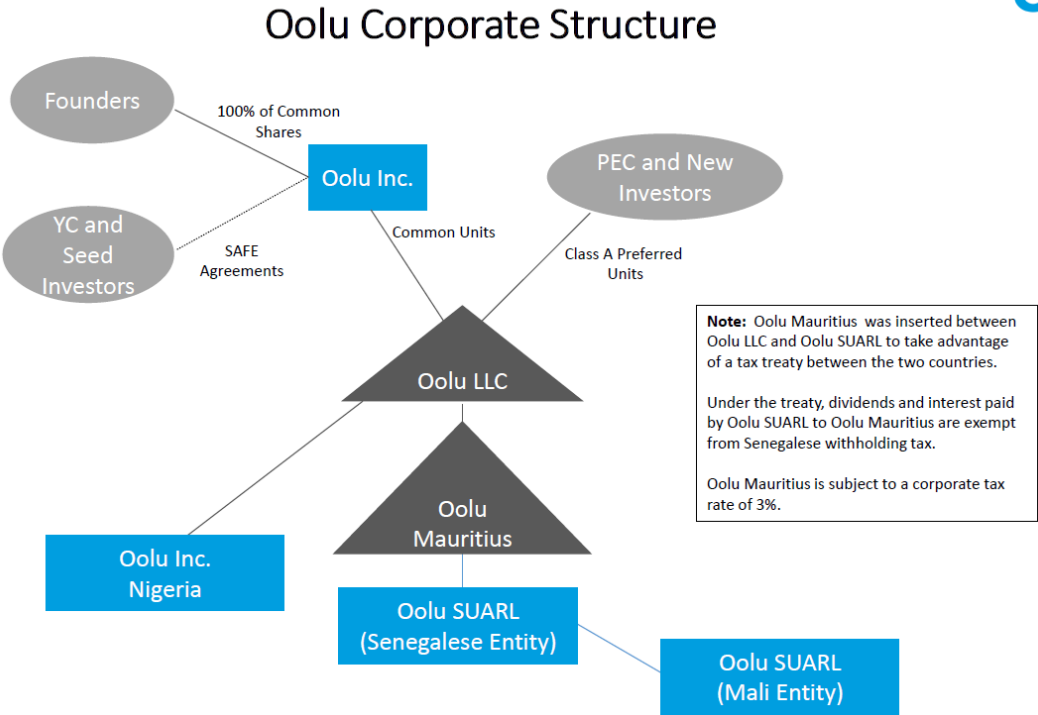 Oolu Corporate Structure
Founders
100% of Common
Shares
Oolu Inc.
PEC and New
Investors
YC and
Seed
Investors
SAFE
Agreements
Common Units
Class A Preferred
Units
Note: Oolu Mauritius was inserted between
Oolu LLC and Oolu SUARL to take advantage
of a tax treaty between the two countries.
Under the treaty, dividends and interest paid
by Oolu SUARL to Oolu Mauritius are exempt
from Senegalese withholding tax.
Oolu Mauritius is subject to a corporate tax
rate of 3%.
Oolu LLC
Oolu
Mauritius
Oolu Inc.
Nigeria
Oolu SUARL
(Senegalese Entity)
Oolu SUARL
(Mali Entity)